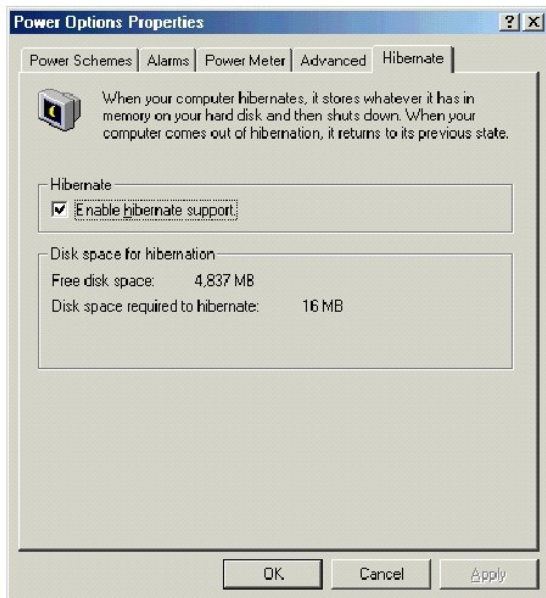 Power Options Properties
Power Schemes Alarms Power Meter Advanced Hibernate
When your computer hibernates, it stores whatever it has in
memory on your hard disk and then shuts down. When your
computer comes out of hibernation, it returns to its previous state.
Hibernate
Enable hibernate support
Disk space for hibernation
Free disk space: 4,837 MB
Disk space required to hibernate: 16 MB
OK Cancel Apply